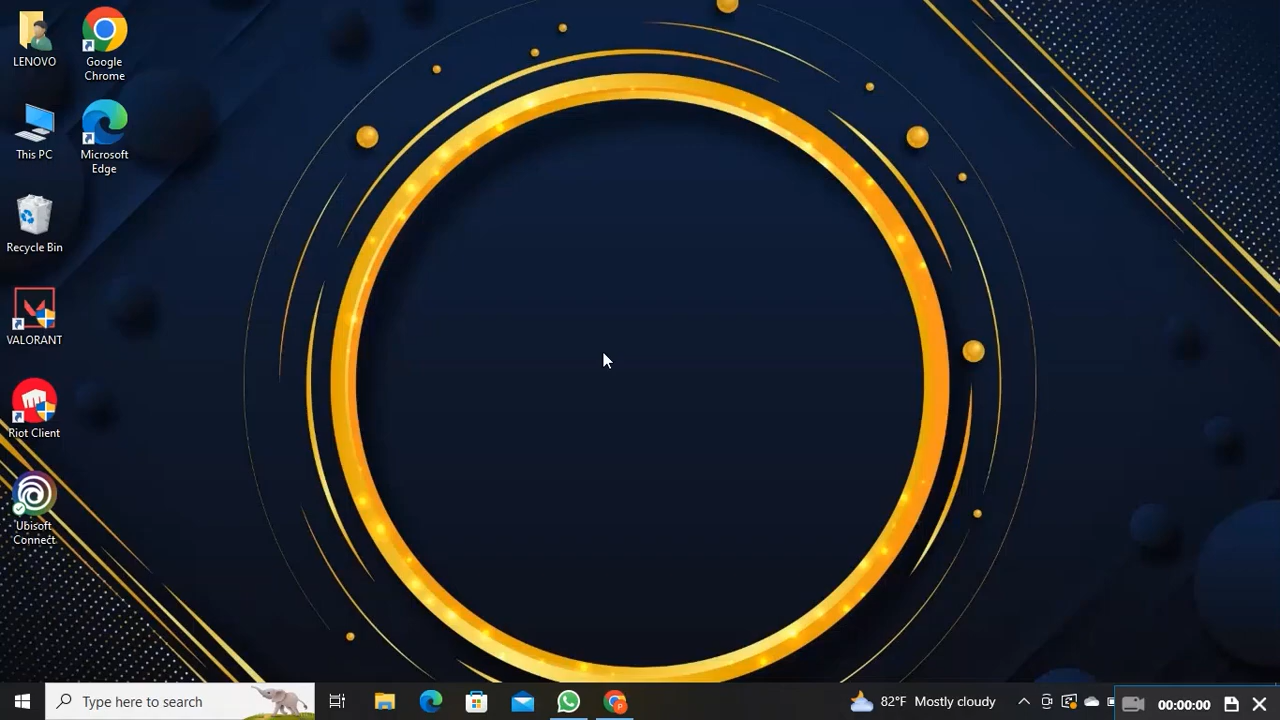 LENOVO
Google
Chrome
This PC
Microsoft
Edge
Recycle Bin
VALORANT
Riot Client
Ubisoft
Connect
Type here to search
P
82°F Mostly cloudy
00:00:00